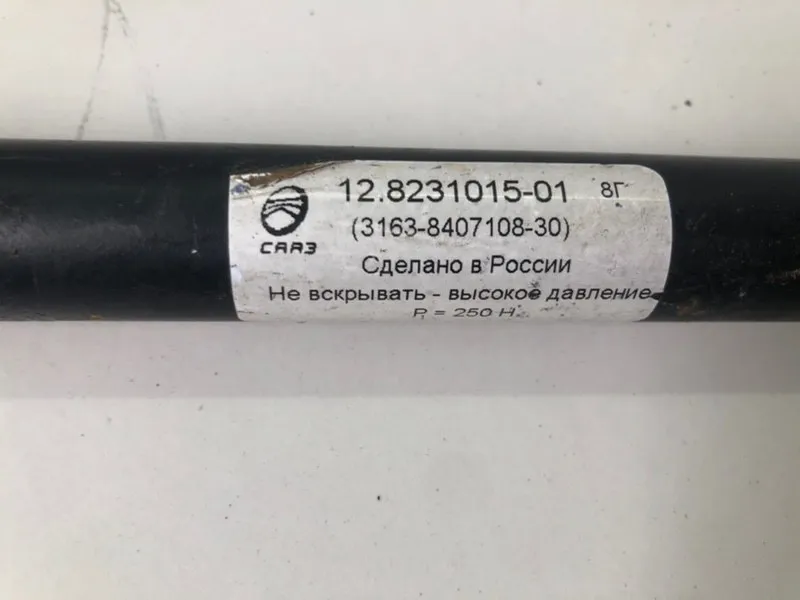 12.8231015-01 8Г
(3163-8407108-30)
СААЗ
Сделано в России
Не вскрывать - высокое давление
P = 250 Н